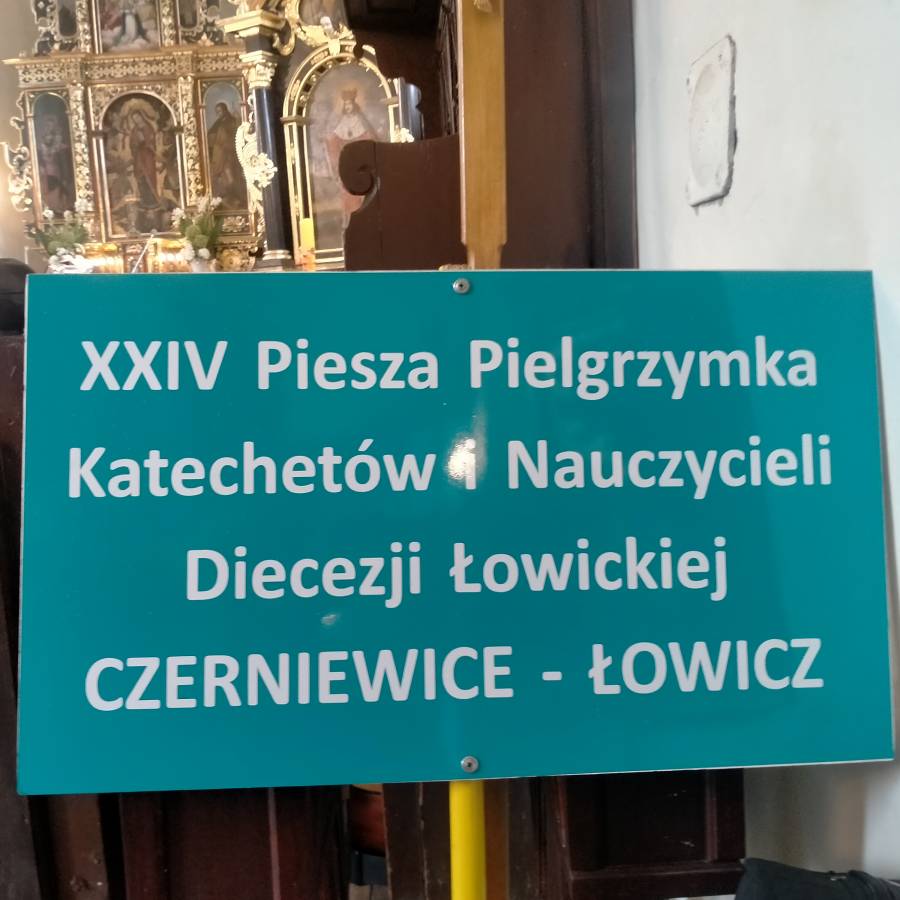 XXIV Piesza Pielgrzymka
Katechetów i Nauczycieli
Diecezji Łowickiej
CZERNIEWICE - ŁOWICZ